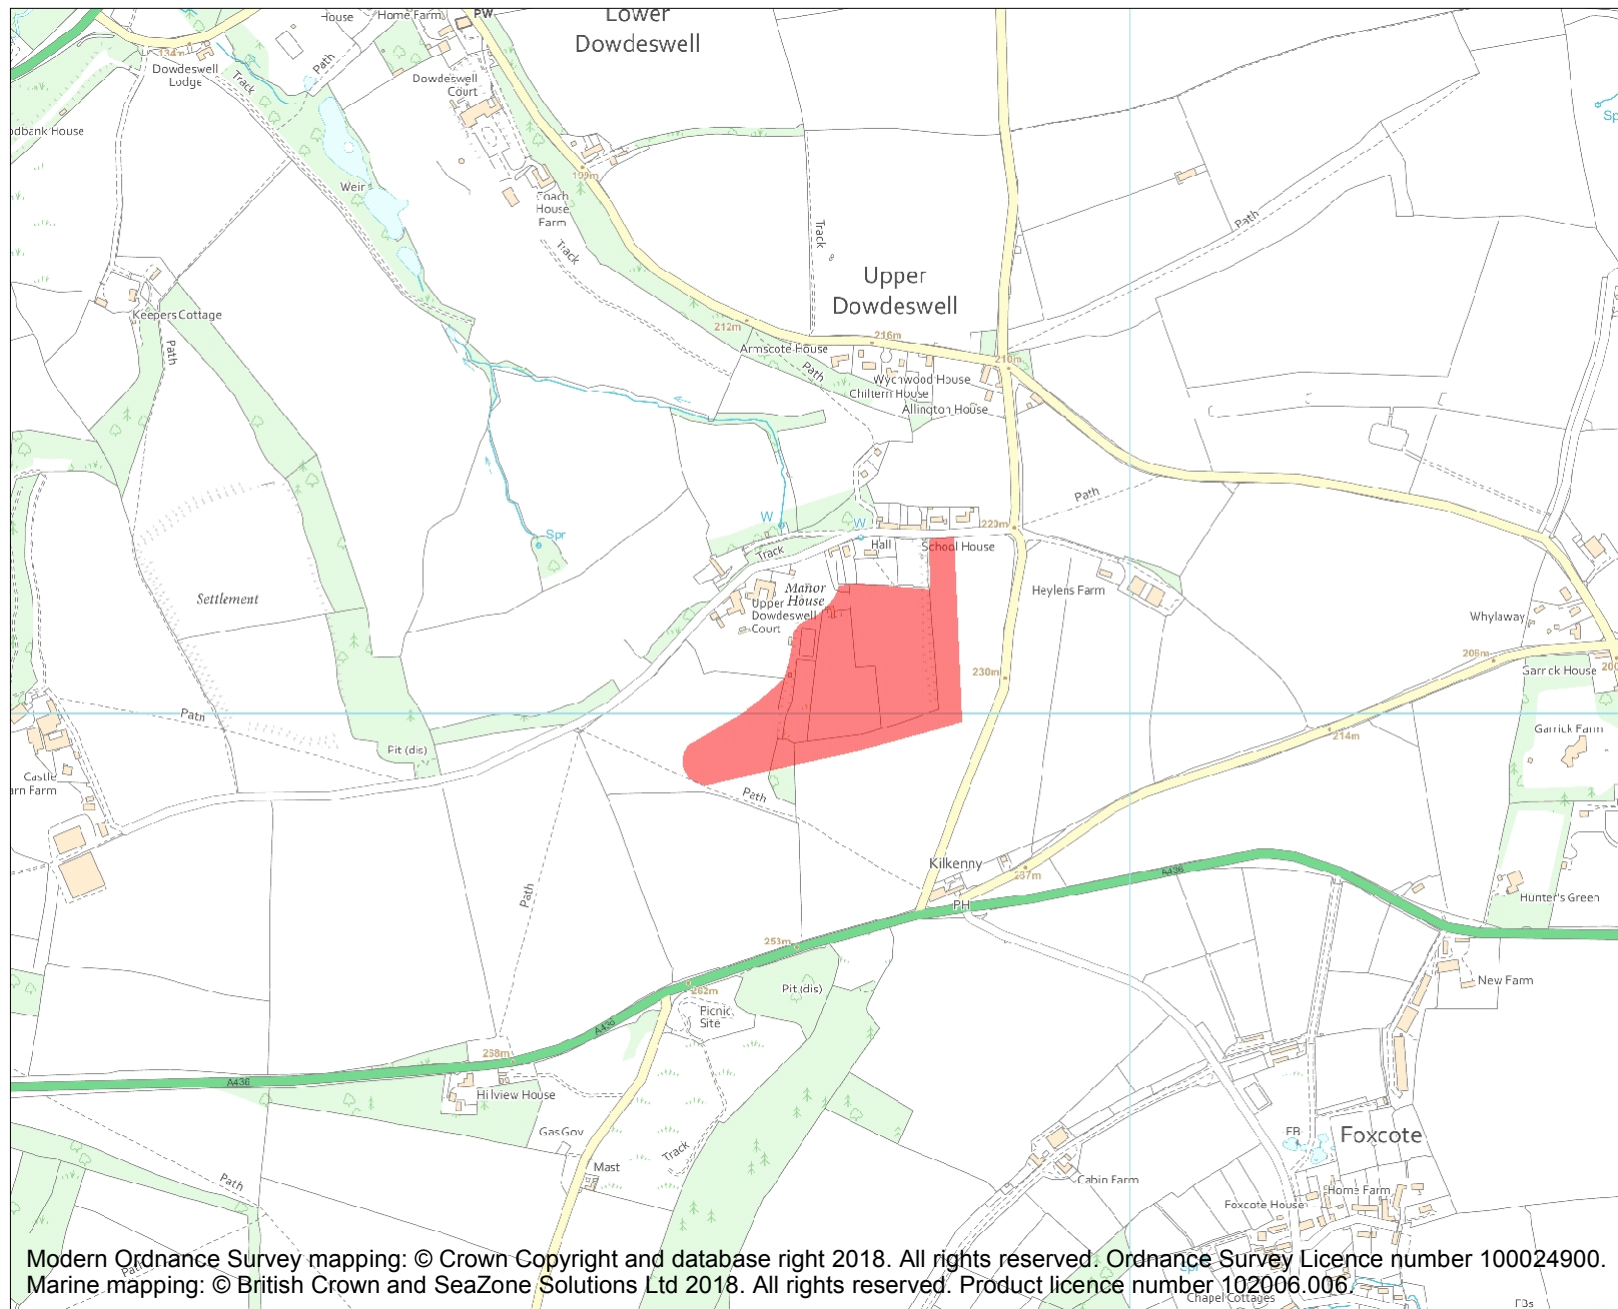 Lower
Dowdeswell
House
Home Farm
PW
134m
Dowdeswell
Lodge
Track
Path
Dowdeswell
Court
Weir
199m
Coach
House
Farm
Track
Track
Path
Upper
Dowdeswell
Keepers Cottage
Path
212m
216m
Armscote House
Path
210m
Wychwood House
Chiltern House
Allington House
Path
Spr
W
W
Hall
School House
223m
Track
Settlement
Manor
House
Upper
Dowdeswell
Court
Heylens Farm
Whylaway
206m
Garrick House
230m
Path
Pit (dis)
214m
Garrick Farm
Castle
Path
Kilkenny
237m
A436
PH
Path
Hunter's Green
253m
Pit (dis)
New Farm
262m
Picnic
Site
A436
258m
A436
Hillview House
Gas Gov
Track
Mast
Path
FB
Foxcote
Cabin Farm
Home Farm
Foxcote House
Path
Spr
Chapel Cottages
Modern Ordnance Survey mapping: © Crown Copyright and database right 2018. All rights reserved. Ordnance Survey Licence number 100024900.
Marine mapping: © British Crown and SeaZone Solutions Ltd 2018. All rights reserved. Product licence number 102006.006.